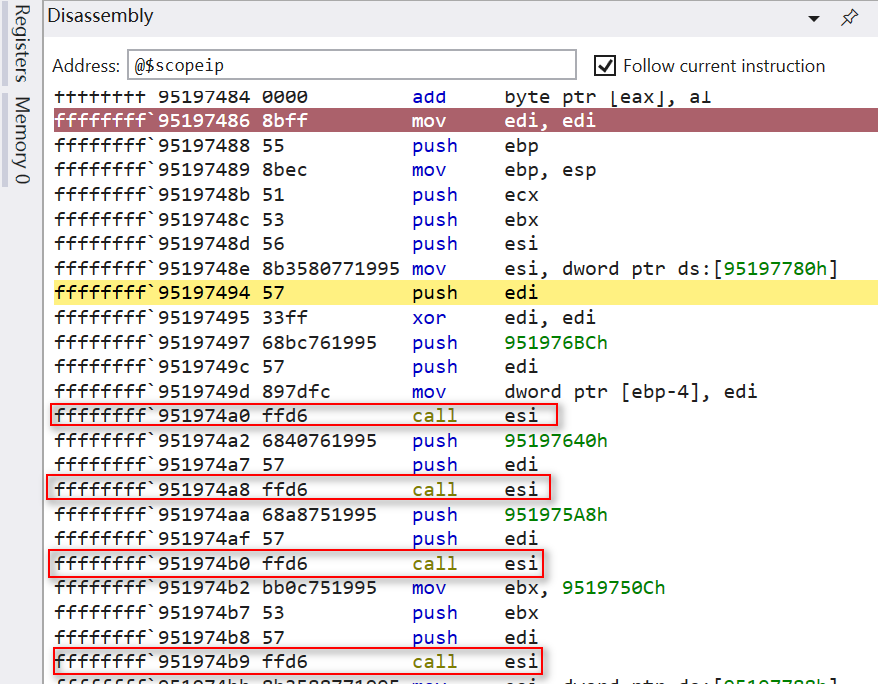 Disassembly
Registers
Memory 0
Address: @$scopeip Follow current instruction
ffffffff`95197484 0000 add byte ptr [eax], al
ffffffff`95197486 8bff mov edi, edi
ffffffff`95197488 55 push ebp
ffffffff`95197489 8bec mov ebp, esp
ffffffff`9519748b 51 push ecx
ffffffff`9519748c 53 push ebx
ffffffff`9519748d 56 push esi
ffffffff`9519748e 8b3580771995 mov esi, dword ptr ds:[95197780h]
ffffffff`95197494 57 push edi
ffffffff`95197495 33ff xor edi, edi
ffffffff`95197497 68bc761995 push 951976BCh
ffffffff`9519749c 57 push edi
ffffffff`9519749d 897dfc mov dword ptr [ebp-4], edi
ffffffff`951974a0 ffd6 call esi
ffffffff`951974a2 6840761995 push 95197640h
ffffffff`951974a7 57 push edi
ffffffff`951974a8 ffd6 call esi
ffffffff`951974aa 68a8751995 push 951975A8h
ffffffff`951974af 57 push edi
ffffffff`951974b0 ffd6 call esi
ffffffff`951974b2 bb0c751995 mov ebx, 9519750Ch
ffffffff`951974b7 53 push ebx
ffffffff`951974b8 57 push edi
ffffffff`951974b9 ffd6 call esi